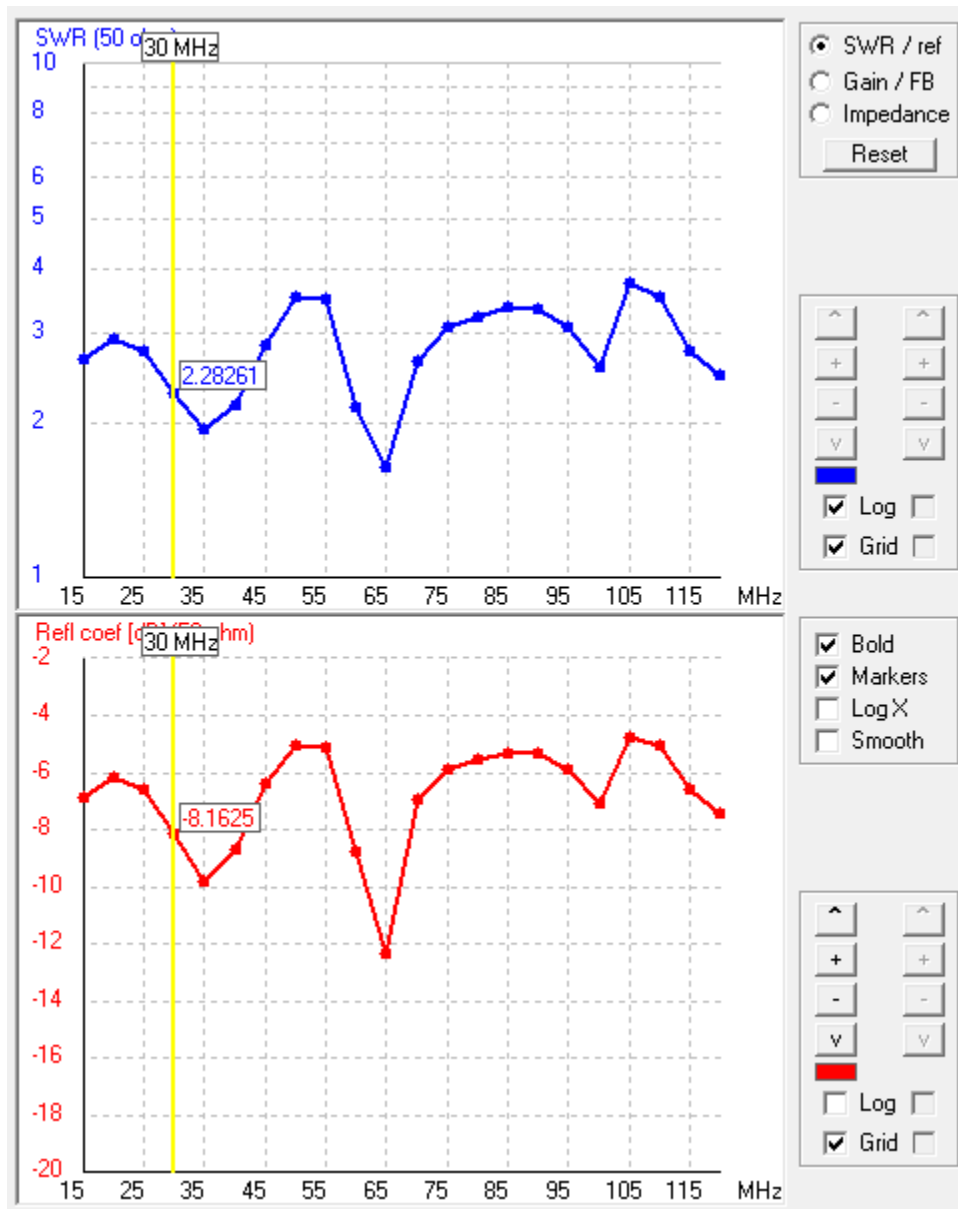 SWR (50 o
30 MHz
10
8
6
5
4
3
2
1
2.28261
15 25 35 45 55 65 75 85 95 105 115 MHz
SWR / ref
Gain / FB
Impedance
Reset
^ ^
+ +
- -
v v
Log
Grid
Refl coef [dB] (50 ohm)
30 MHz
-2
-4
-6
-8
-10
-12
-14
-16
-18
-20
-8.1625
15 25 35 45 55 65 75 85 95 105 115 MHz
Bold
Markers
Log X
Smooth
^ ^
+ +
- -
v v
Log
Grid